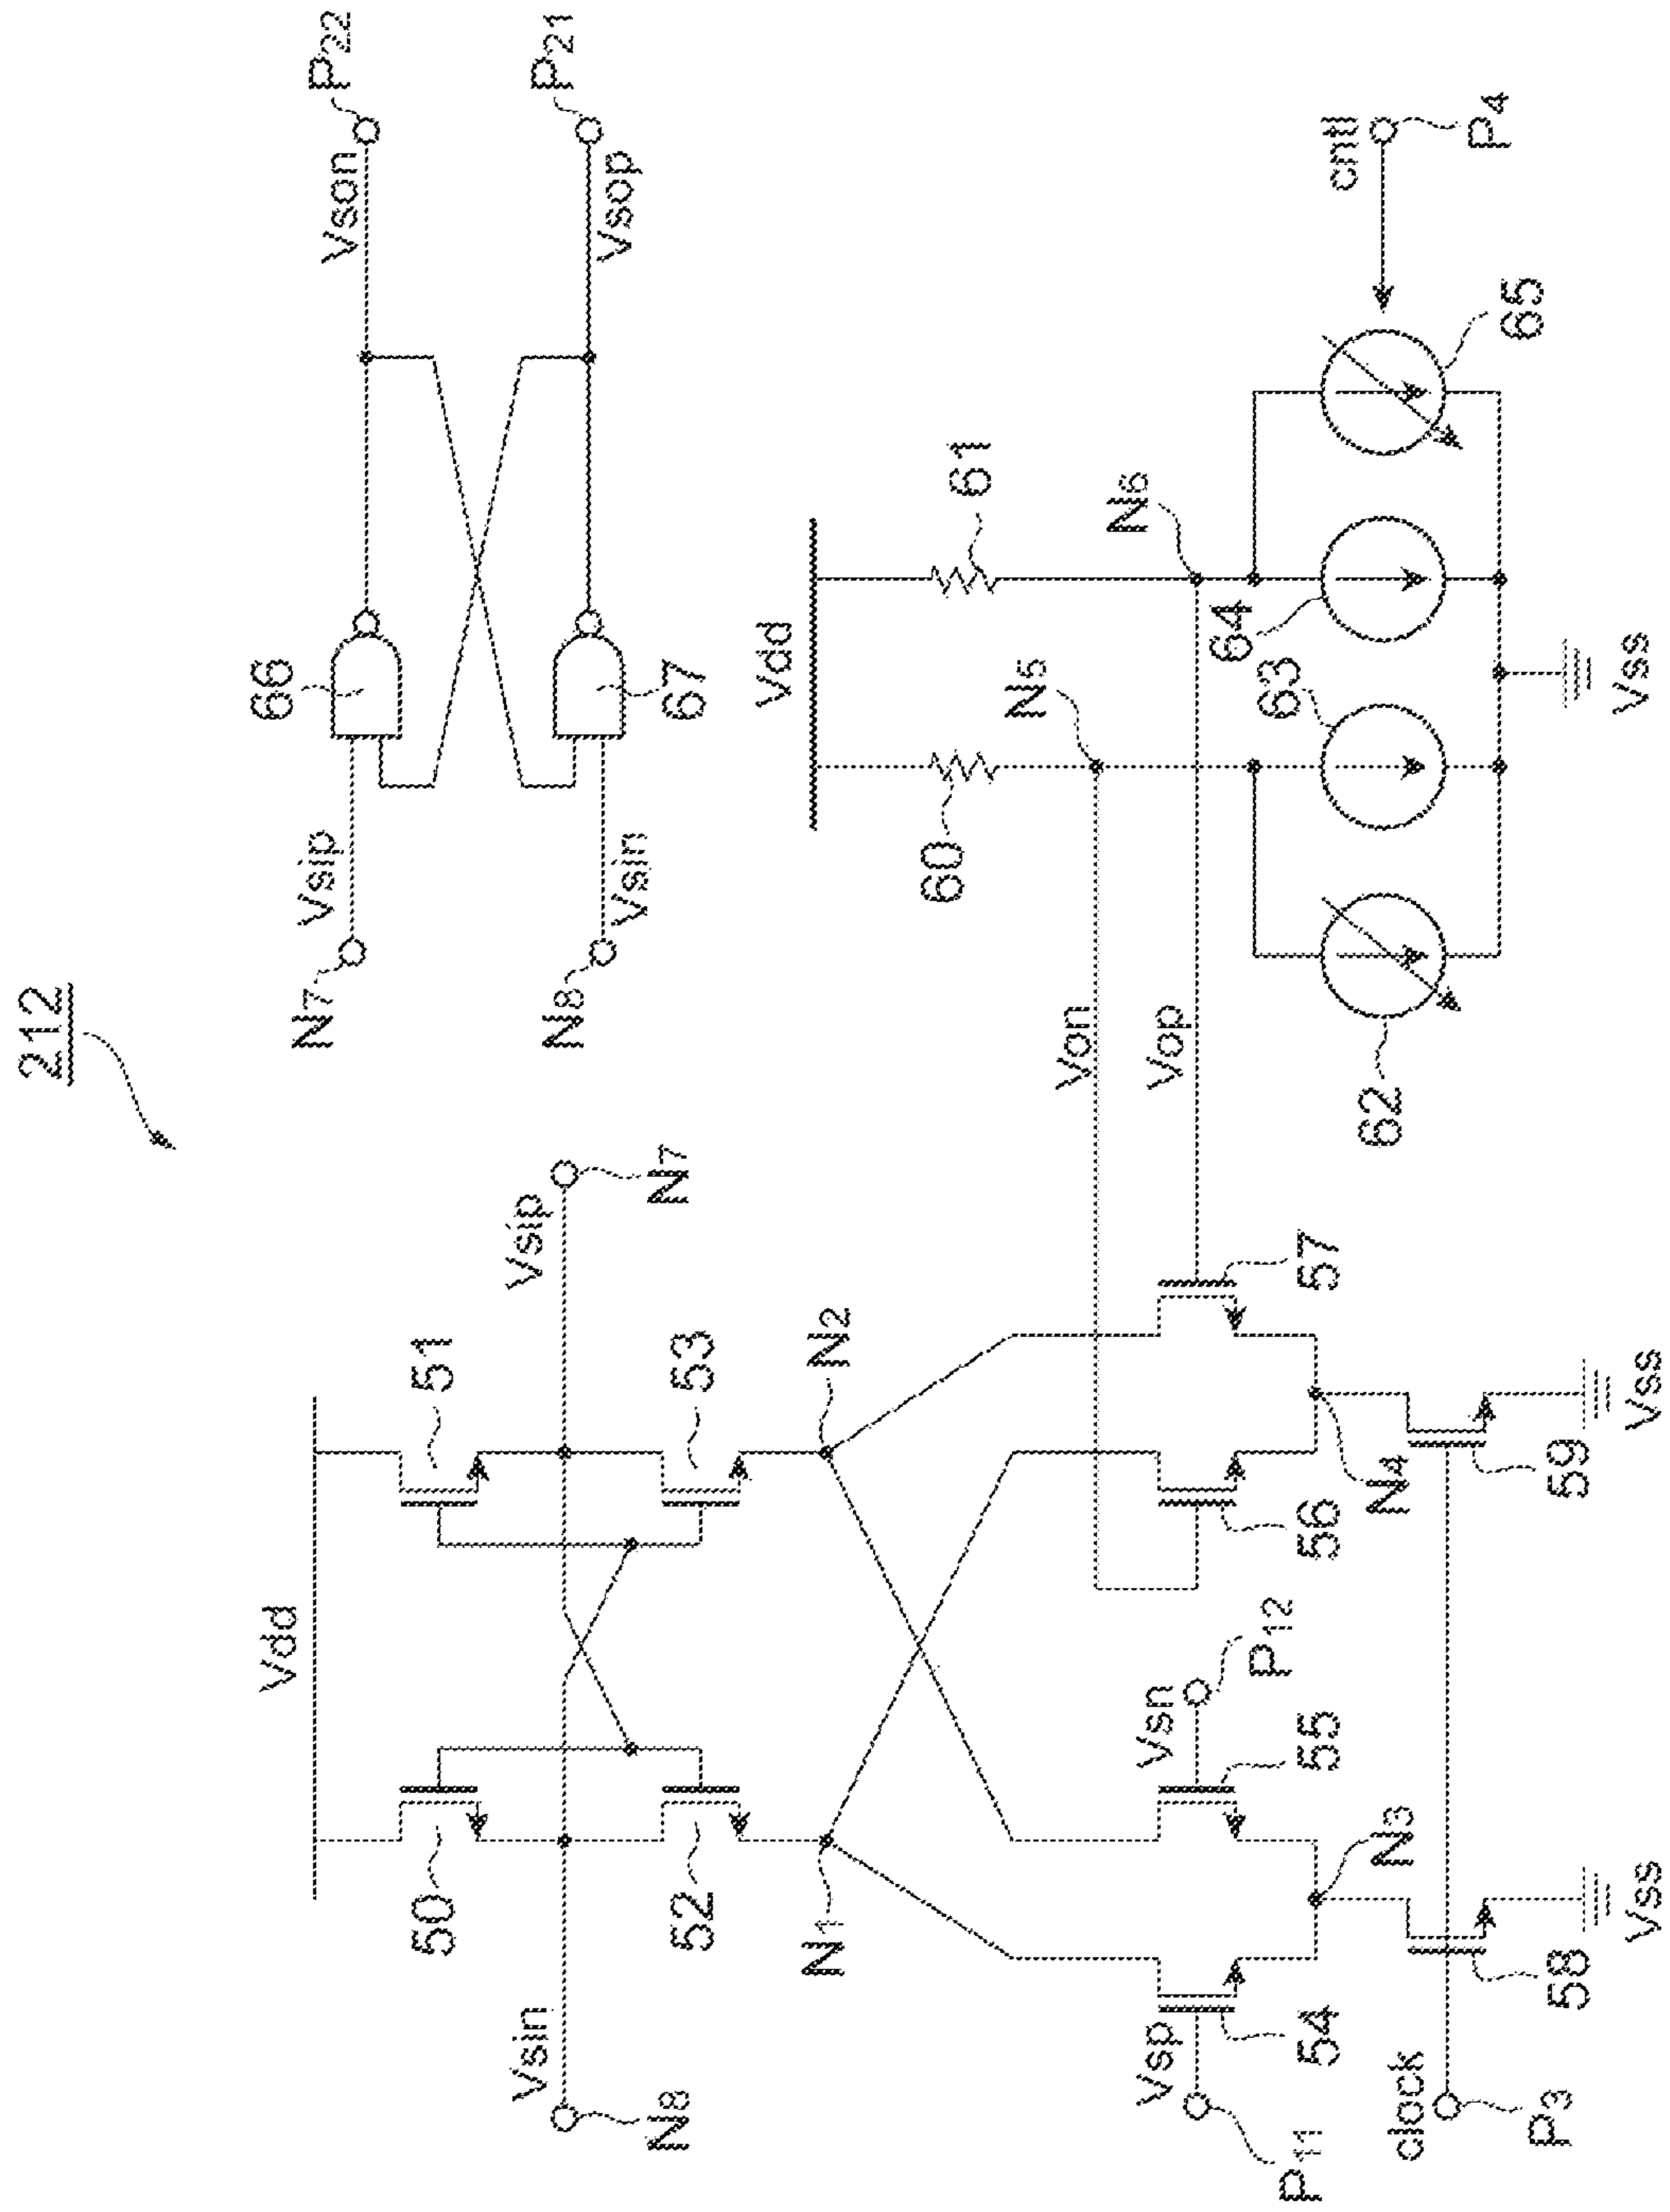 212
Vdd
50
51
Vsin
N8
Vsip
N7
52
53
N1
N2
Vsp
P11
54
Vsn
P12
55
56
57
N3
N4
clock
P3
58
59
Vss
Vss
N7
Vsip
66
Vson
P22
N8
Vsin
67
Vsop
P21
Vdd
60
61
Von
N5
Vop
N6
62
63
64
65
cntl
P4
Vss